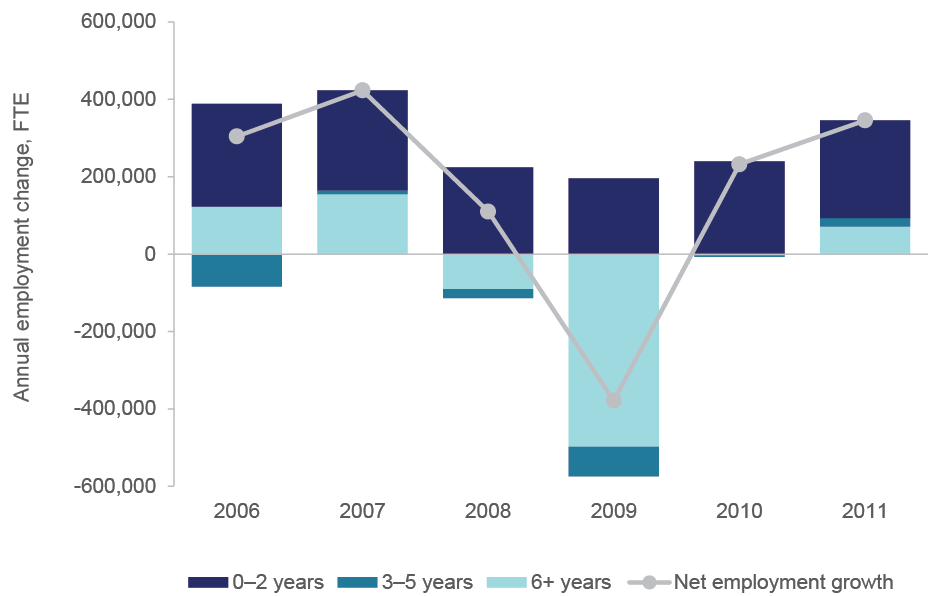 Annual employment change, FTE
600,000
400,000
200,000
0
-200,000
-400,000
-600,000
2006 2007 2008 2009 2010 2011
0–2 years 3–5 years 6+ years Net employment growth